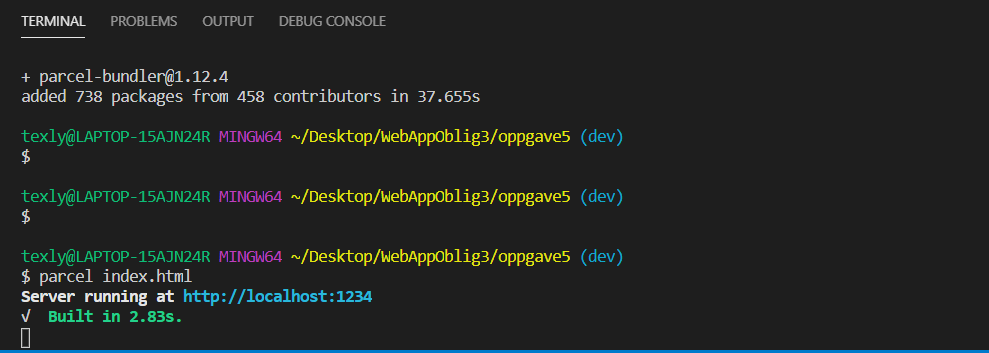 TERMINAL PROBLEMS OUTPUT DEBUG CONSOLE
+ parcel-bundler@1.12.4
added 738 packages from 458 contributors in 37.655s
texly@LAPTOP-15AJN24R MINGW64 ~/Desktop/WebAppOblig3/oppgave5 (dev)
$
texly@LAPTOP-15AJN24R MINGW64 ~/Desktop/WebAppOblig3/oppgave5 (dev)
$
texly@LAPTOP-15AJN24R MINGW64 ~/Desktop/WebAppOblig3/oppgave5 (dev)
$ parcel index.html
Server running at http://localhost:1234
√ Built in 2.83s.